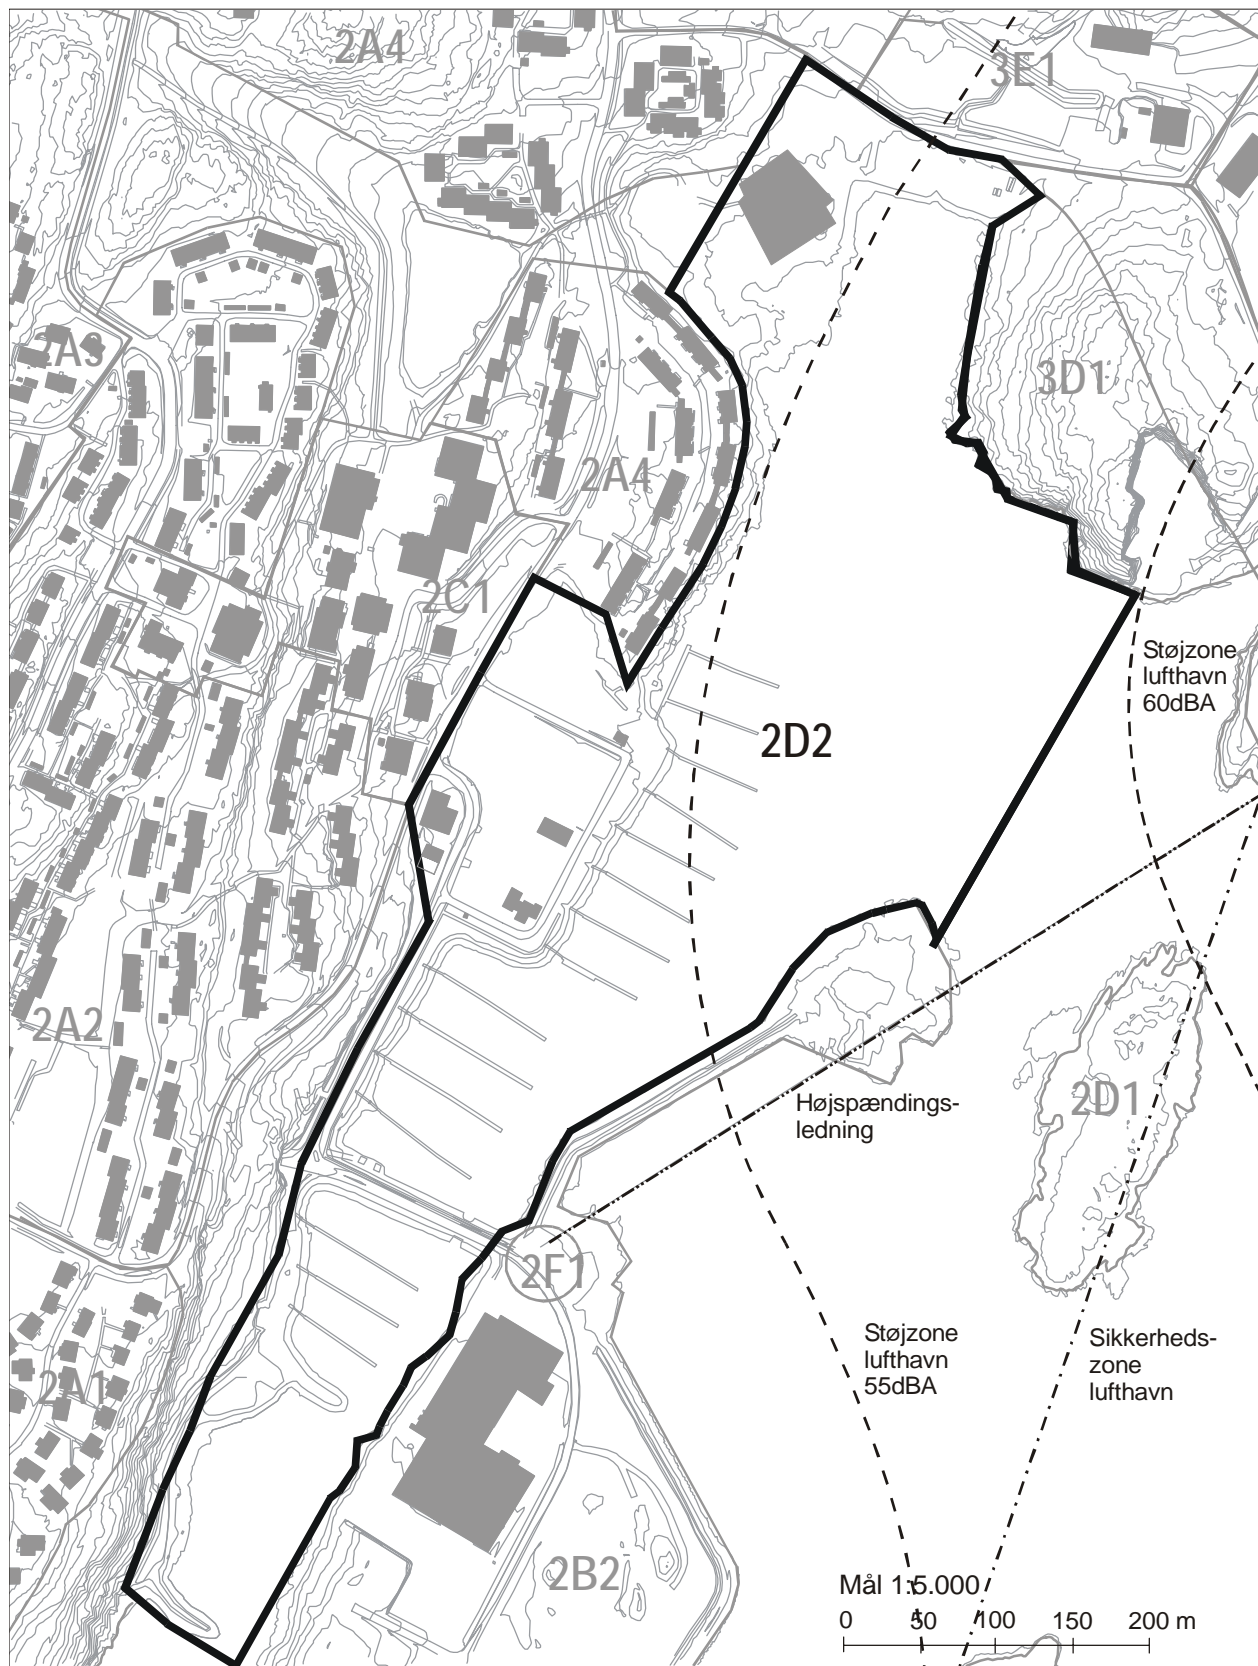 2A4
3E1
2A3
3D1
2A4
2C1
Støjzone
lufthavn
60dBA
2D2
2A2
Højspændings-
ledning
2D1
2F1
Støjzone
lufthavn
55dBA
Sikkerheds-
zone
lufthavn
2A1
2B2
Mål 1:5.000
0 50 100 150 200 m